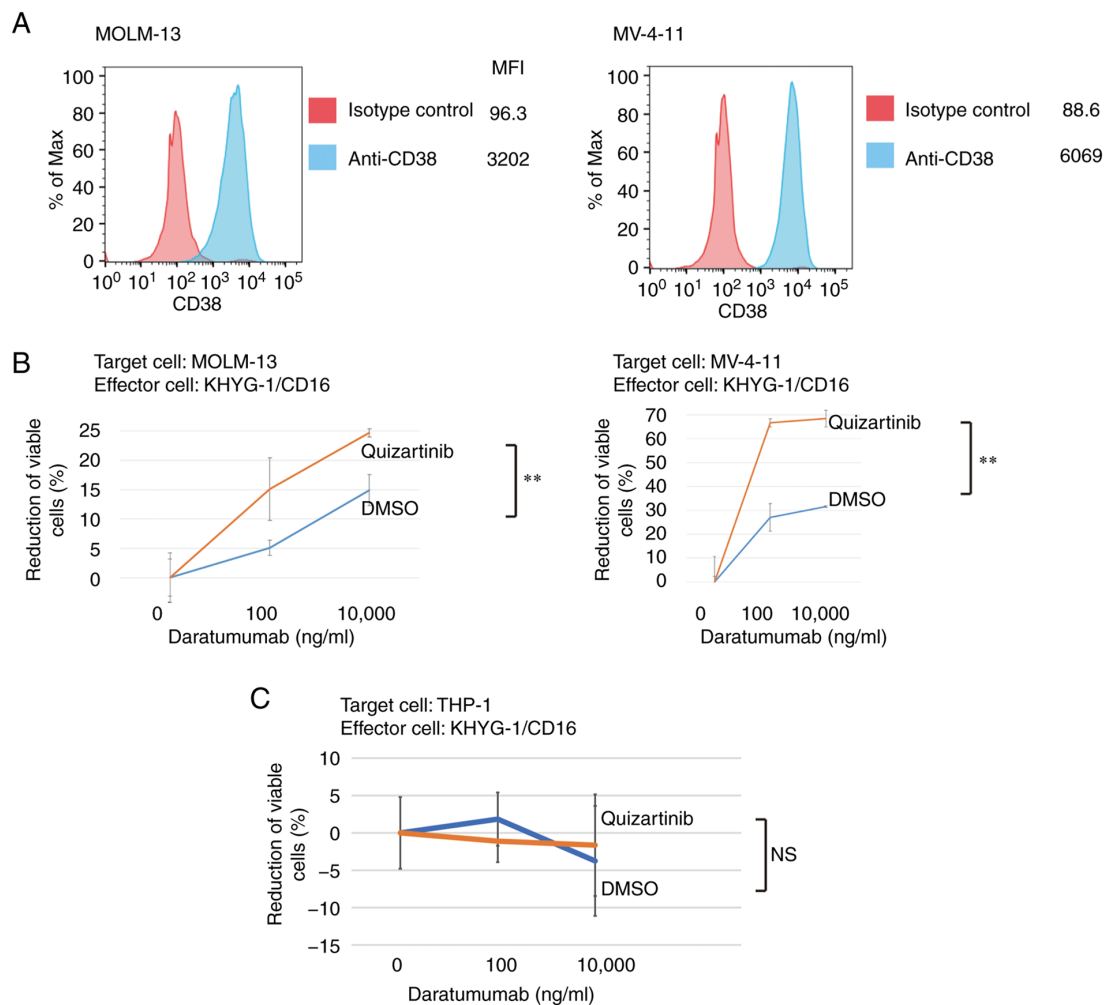 A
MOLM-13
MV-4-11
100
80
60
40
20
0
% of Max
10⁰ 10¹ 10² 10³ 10⁴ 10⁵
CD38
MFI
Isotype control 96.3
Anti-CD38 3202
100
80
60
40
20
0
% of Max
10⁰ 10¹ 10² 10³ 10⁴ 10⁵
CD38
Isotype control 88.6
Anti-CD38 6069
B
Target cell: MOLM-13
Effector cell: KHYG-1/CD16
Reduction of viable
cells (%)
25
20
15
10
5
0
Quizartinib
DMSO
**
0 100 10,000
Daratumumab (ng/ml)
Target cell: MV-4-11
Effector cell: KHYG-1/CD16
Reduction of viable
cells (%)
70
60
50
40
30
20
10
0
Quizartinib
DMSO
**
0 100 10,000
Daratumumab (ng/ml)
C
Target cell: THP-1
Effector cell: KHYG-1/CD16
Reduction of viable
cells (%)
10
5
0
−5
−10
−15
Quizartinib
DMSO
NS
0 100 10,000
Daratumumab (ng/ml)